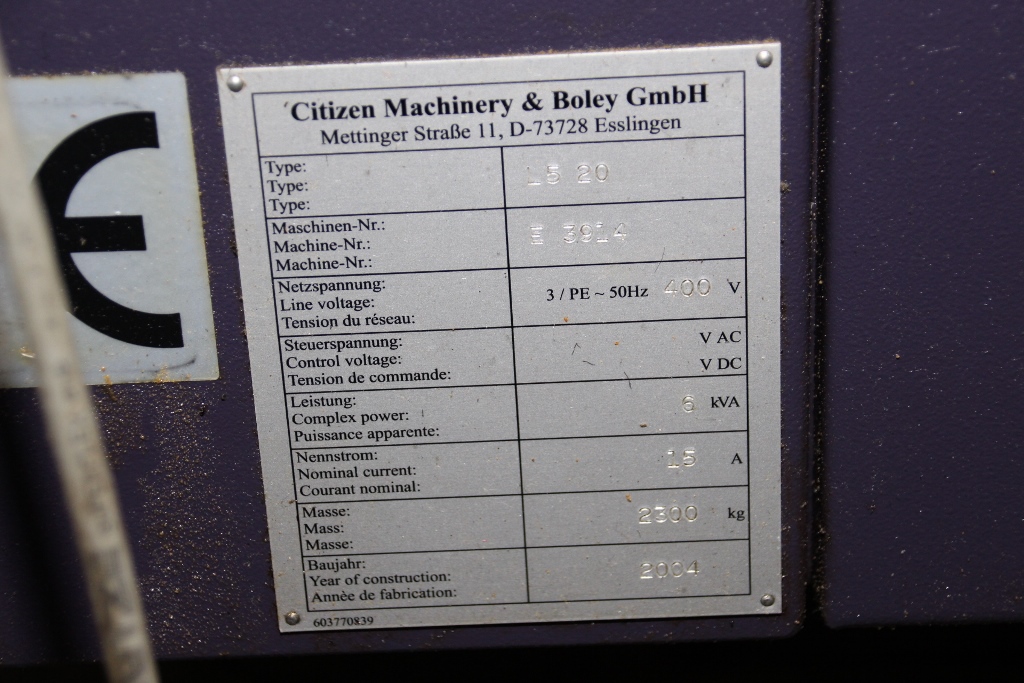 CE
Citizen Machinery & Boley GmbH
Mettinger Straße 11, D-73728 Esslingen
Type:
Type:
Type:
L5 20
Maschinen-Nr.:
Machine-Nr.:
Machine-Nr.:
E 3914
Netzspannung:
Line voltage:
Tension du réseau:
3 / PE ~ 50Hz 400 V
Steuerspannung:
Control voltage:
Tension de commande:
V AC
V DC
Leistung:
Complex power:
Puissance apparente:
6 kVA
Nennstrom:
Nominal current:
Courant nominal:
15 A
Masse:
Mass:
Masse:
2300 kg
Baujahr:
Year of construction:
Annèe de fabrication:
2004
603770839